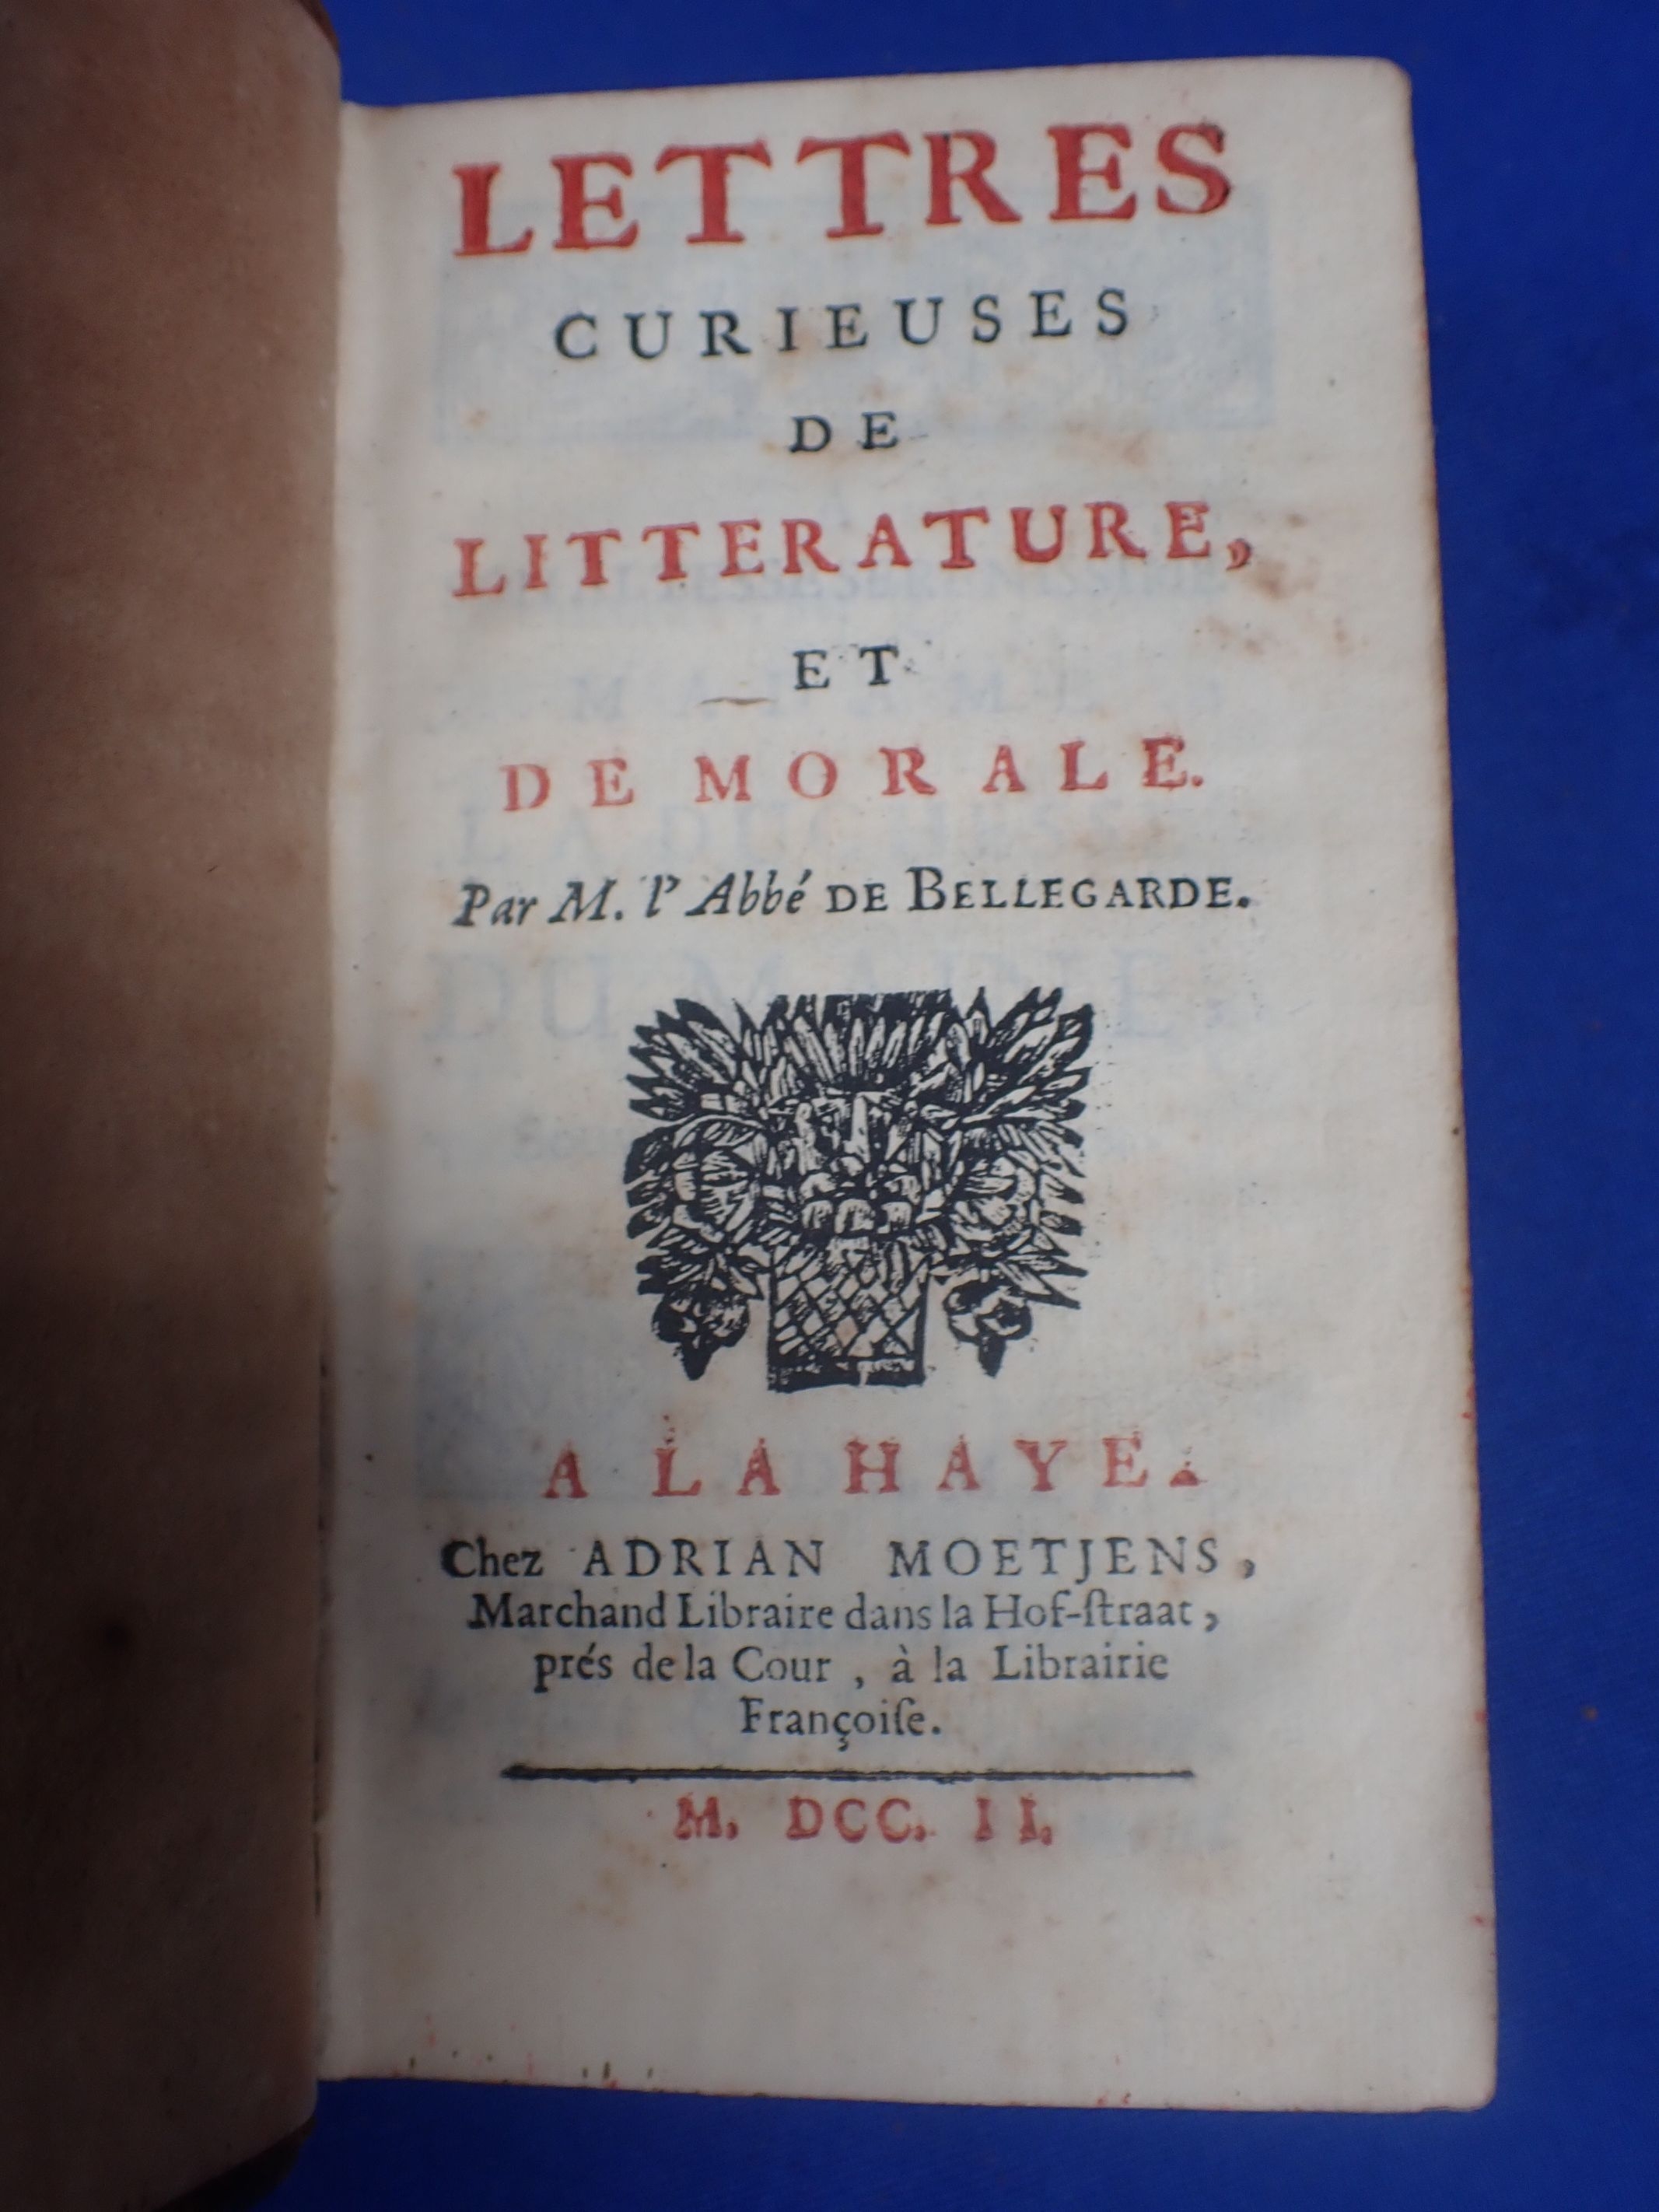 LETTRES
CURIEUSES
DE
LITTERATURE,
ET
DE MORALE.
Par M. l'Abbé DE BELLEGARDE.
A LA HAYE.
Chez ADRIAN MOETJENS,
Marchand Libraire dans la Hof-ſtraat,
prés de la Cour, à la Librairie
Françoiſe.
M. DCC. II.